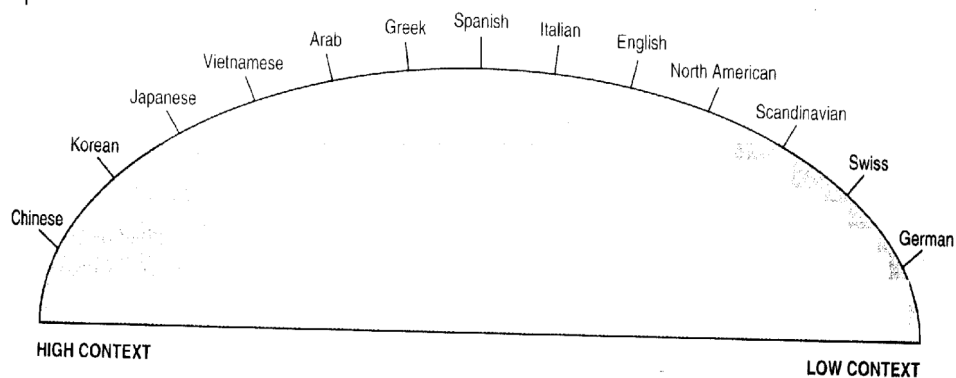 Chinese
Korean
Japanese
Vietnamese
Arab
Greek
Spanish
Italian
English
North American
Scandinavian
Swiss
German
HIGH CONTEXT
LOW CONTEXT